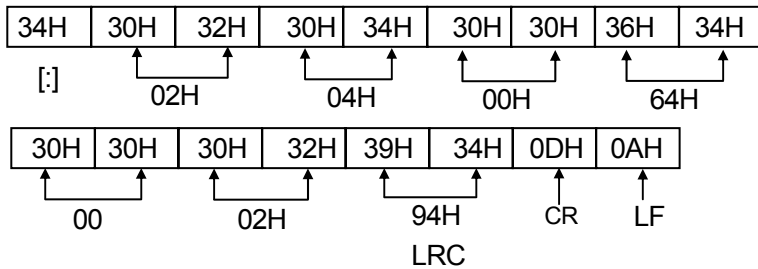 34H 30H 32H 30H 34H 30H 30H 36H 34H
[:] 02H 04H 00H 64H
30H 30H 30H 32H 39H 34H 0DH 0AH
00 02H 94H CR LF
LRC